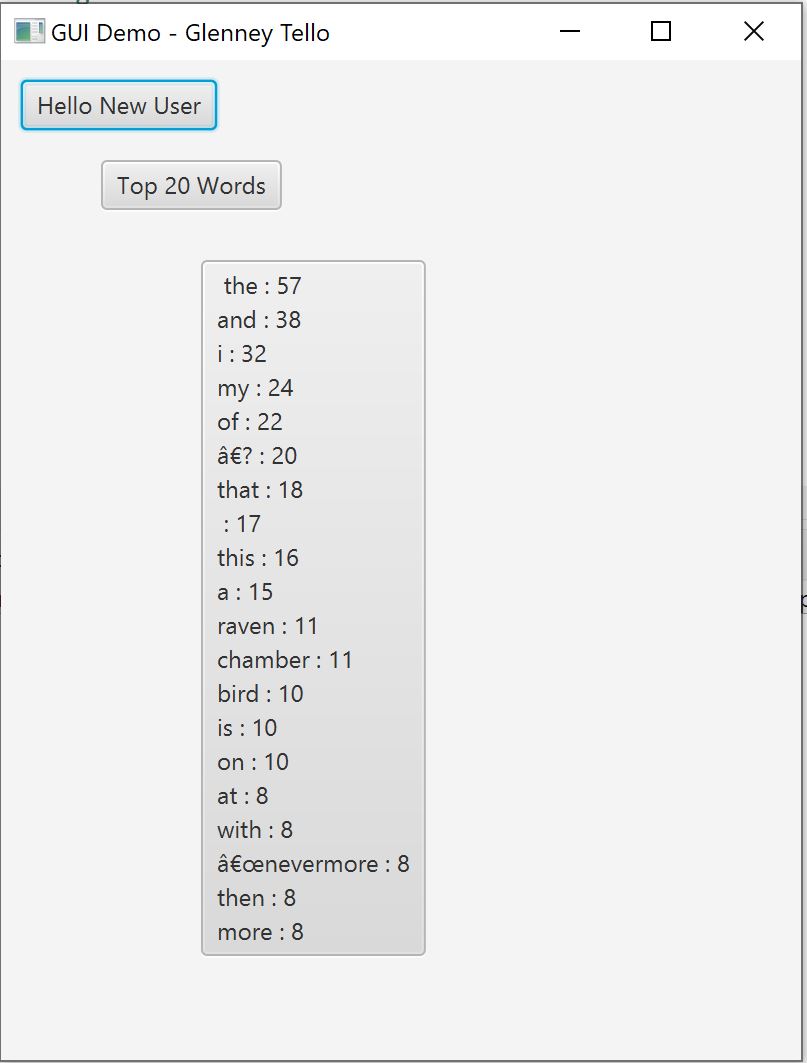 GUI Demo - Glenney Tello
Hello New User
Top 20 Words
the : 57
and : 38
i : 32
my : 24
of : 22
â€? : 20
that : 18
: 17
this : 16
a : 15
raven : 11
chamber : 11
bird : 10
is : 10
on : 10
at : 8
with : 8
â€œnevermore : 8
then : 8
more : 8